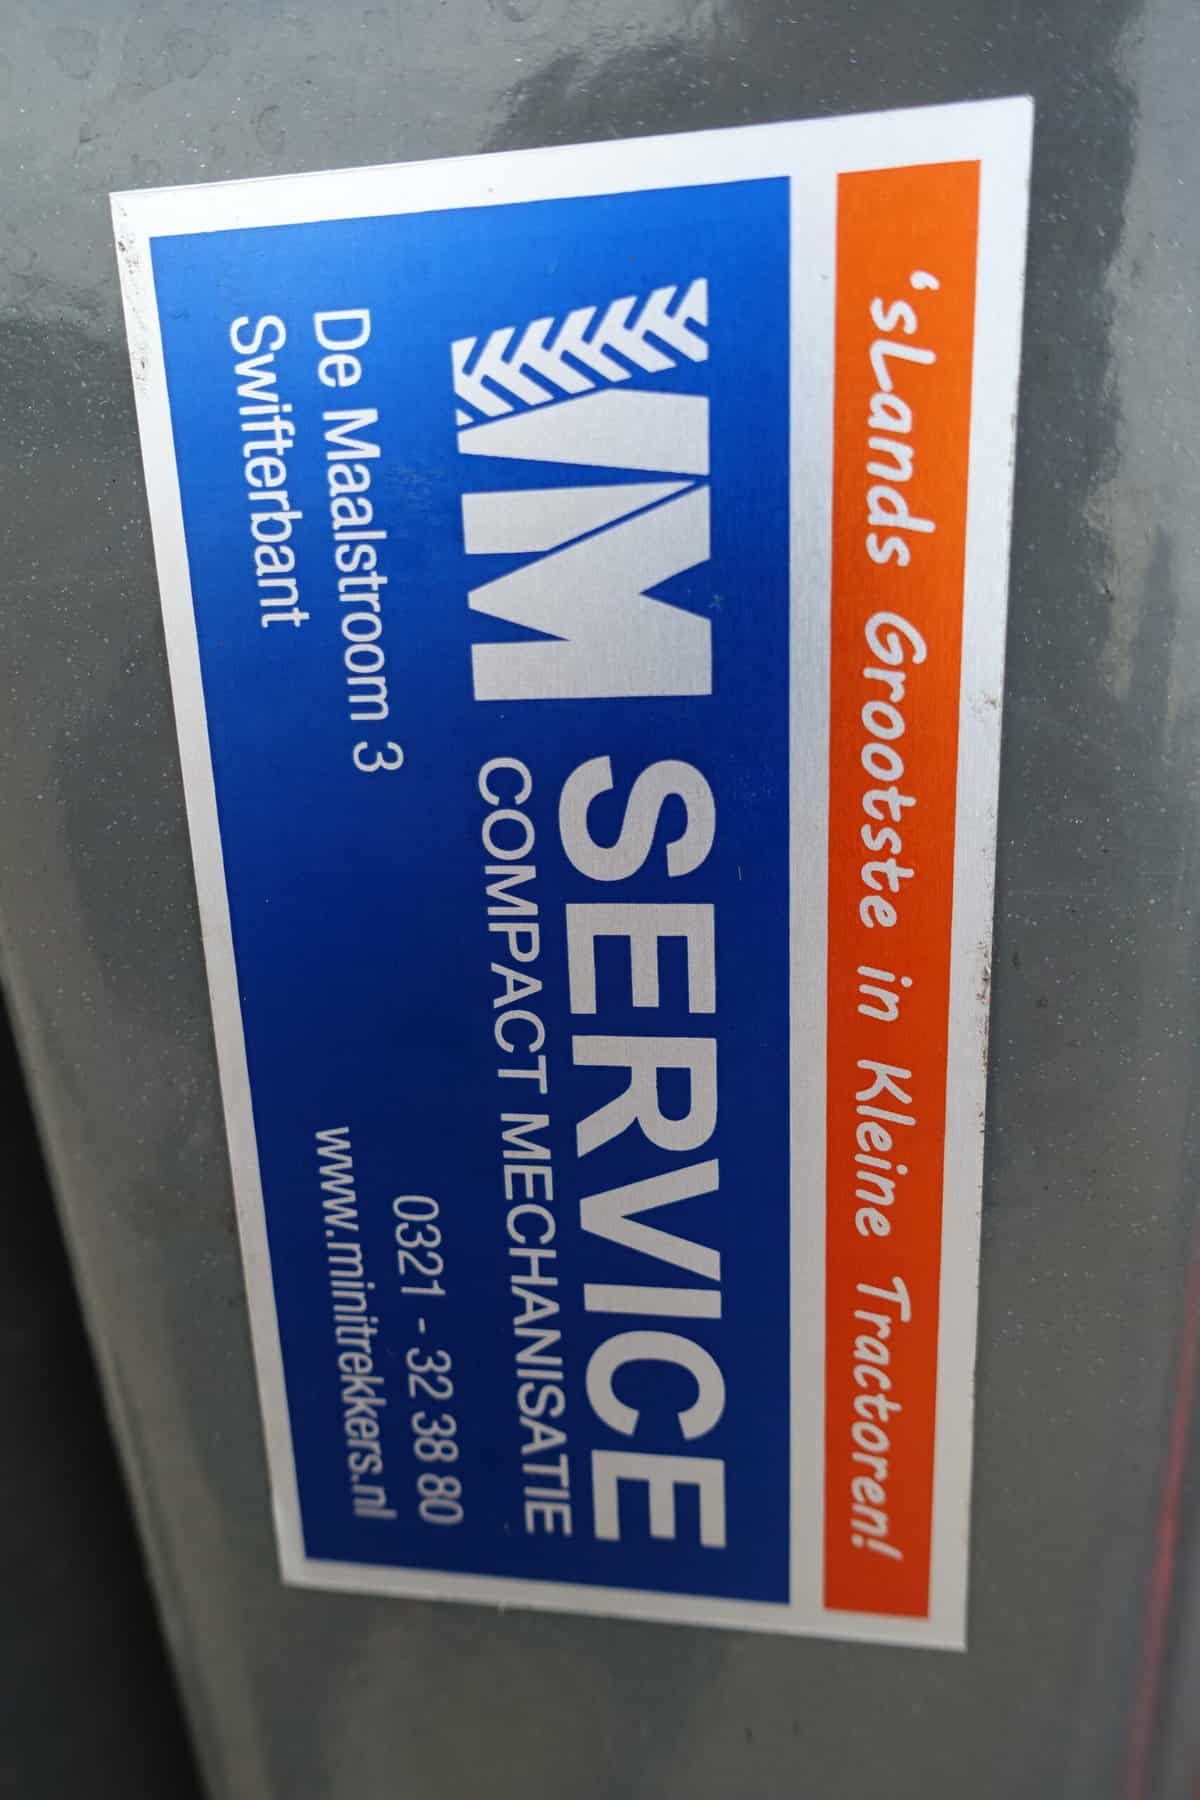 'sLands Grootste in Kleine Tractoren!
VM SERVICE
COMPACT MECHANISATIE
De Maalstroom 3
Swifterbant
0321 - 32 38 80
www.minitrekkers.nl